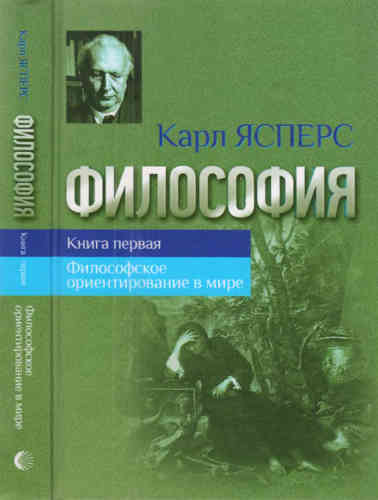 Карл ЯСПЕРС
ФИЛОСОФИЯ
Книга первая
Философское
ориентирование в мире
Карл ЯСПЕРС
ФИЛОСОФИЯ
Книга первая
Философское
ориентирование в мире